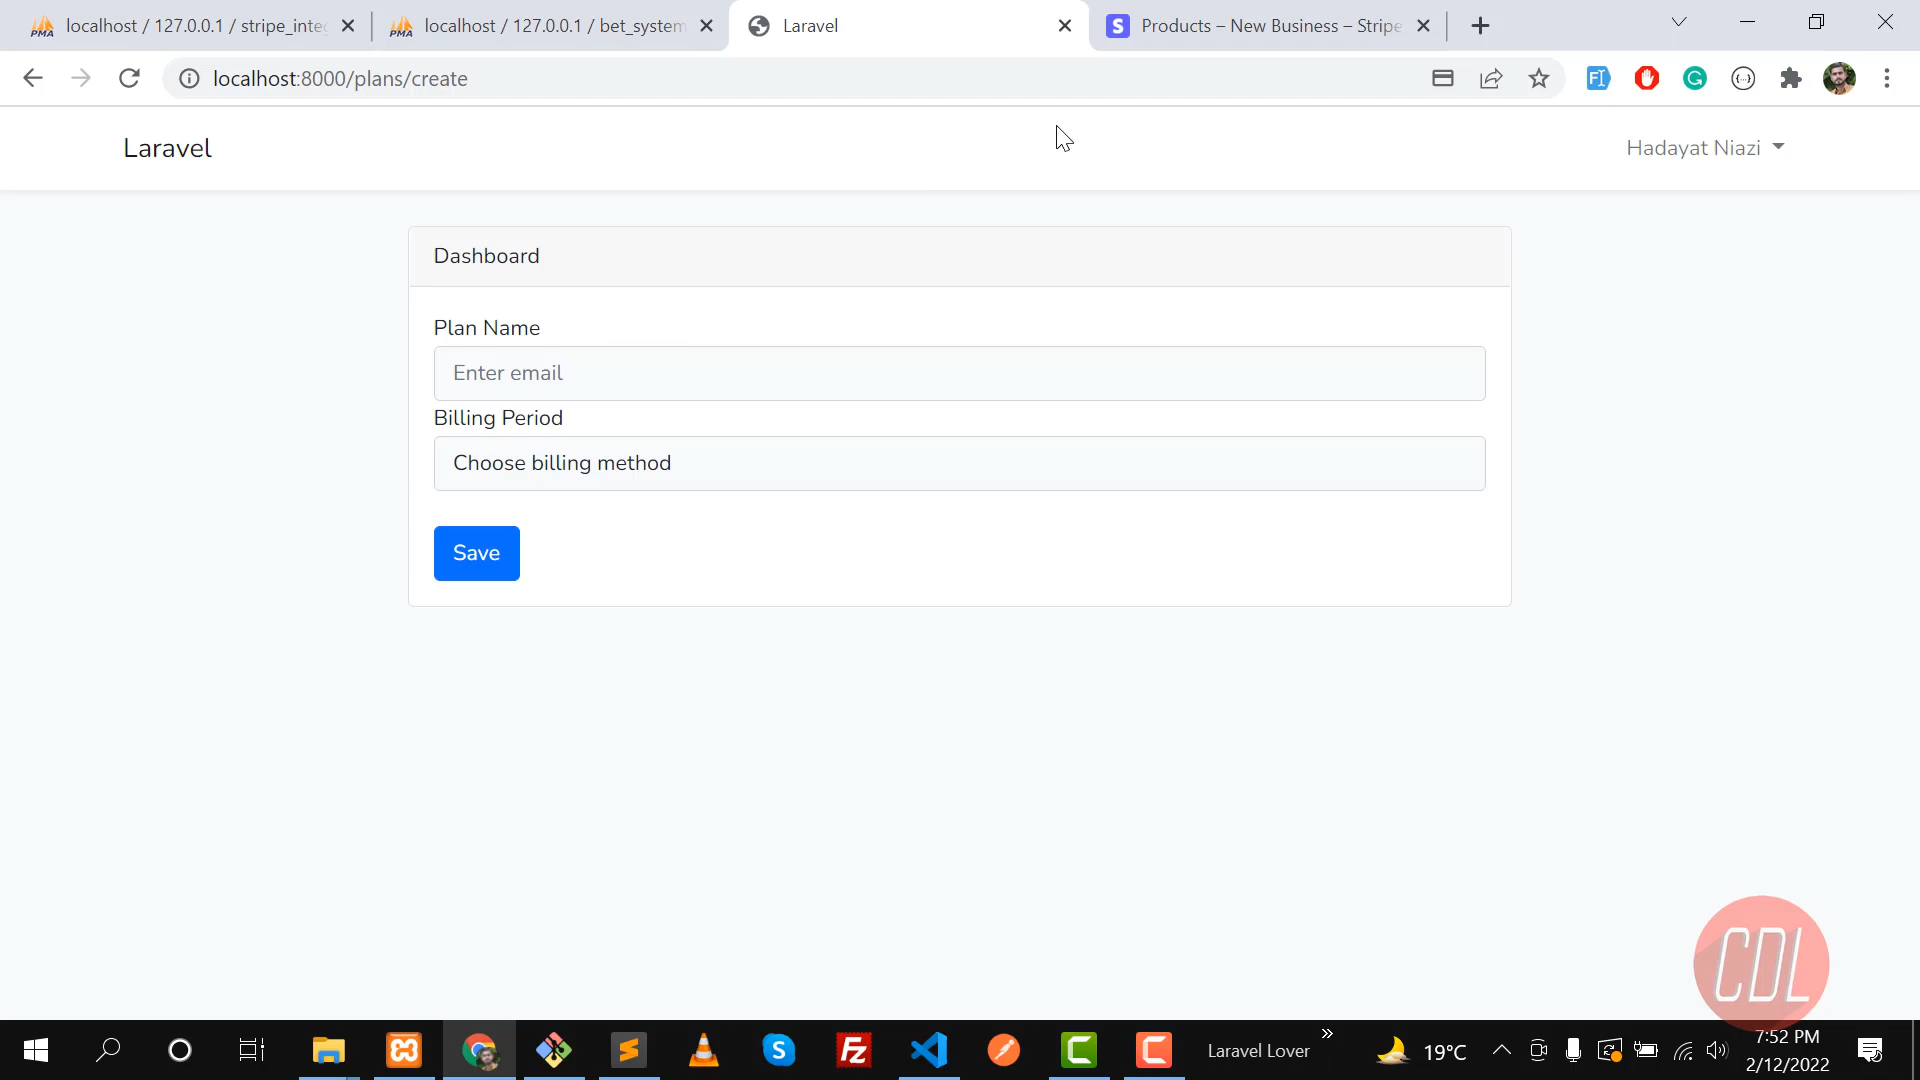 localhost / 127.0.0.1 / stripe_inte
localhost / 127.0.0.1 / bet_system
Laravel
Products – New Business – Stripe
localhost:8000/plans/create
Laravel
Hadayat Niazi
Dashboard
Plan Name
Enter email
Billing Period
Choose billing method
Save
CDL
Laravel Lover
19°C
7:52 PM
2/12/2022